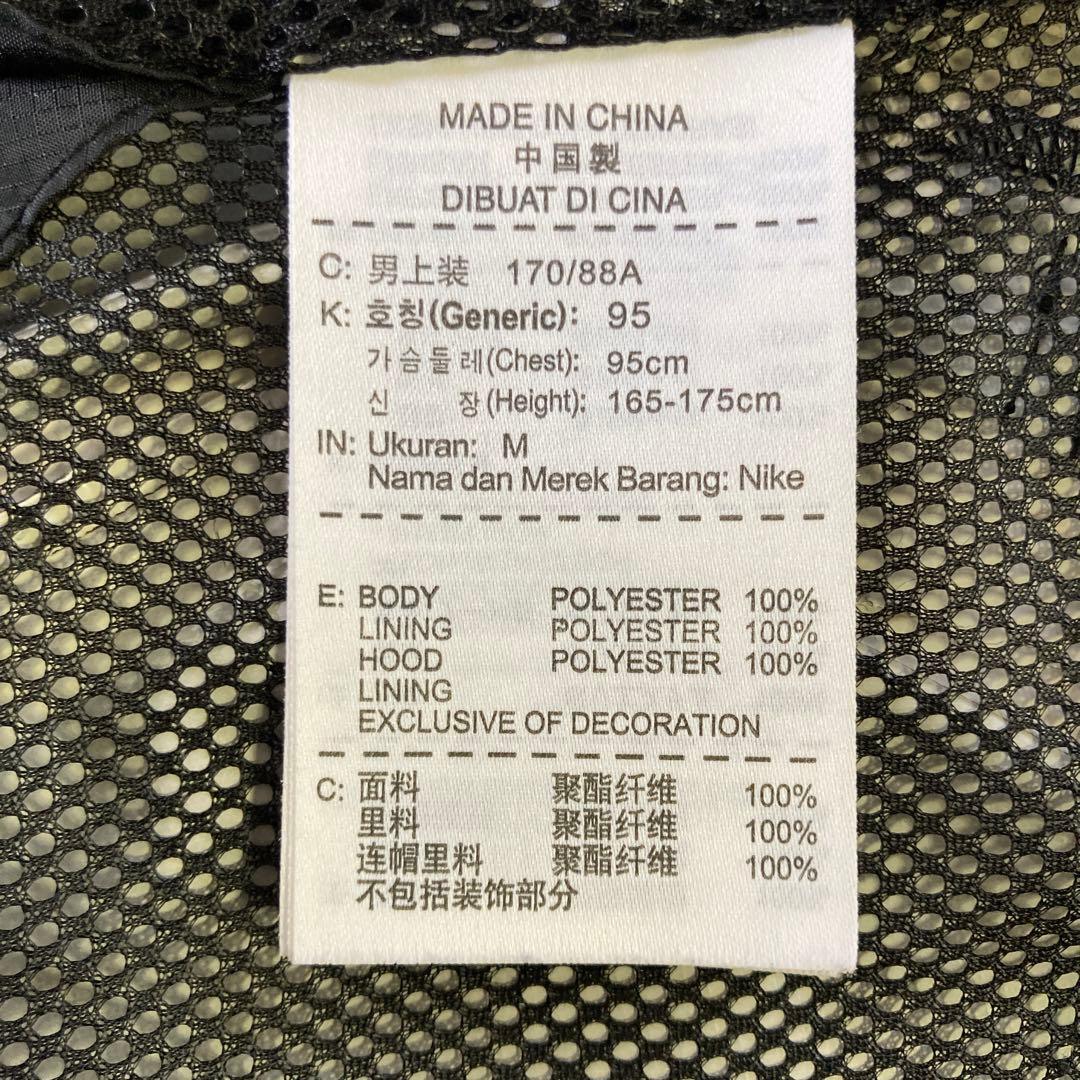 MADE IN CHINA
中国製
DIBUAT DI CINA
C: 男上装 170/88A
K: 호칭(Generic): 95
가슴둘레(Chest): 95cm
신 장(Height): 165-175cm
IN: Ukuran: M
Nama dan Merek Barang: Nike
E: BODY POLYESTER 100%
LINING POLYESTER 100%
HOOD POLYESTER 100%
LINING
EXCLUSIVE OF DECORATION
C: 面料 聚酯纤维 100%
里料 聚酯纤维 100%
连帽里料 聚酯纤维 100%
不包括装饰部分